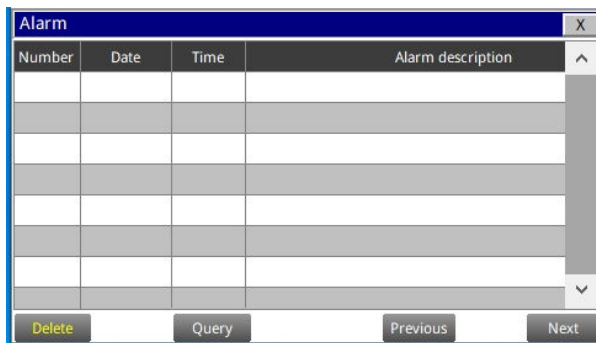 Alarm X
Number Date Time Alarm description
Delete Query Previous Next